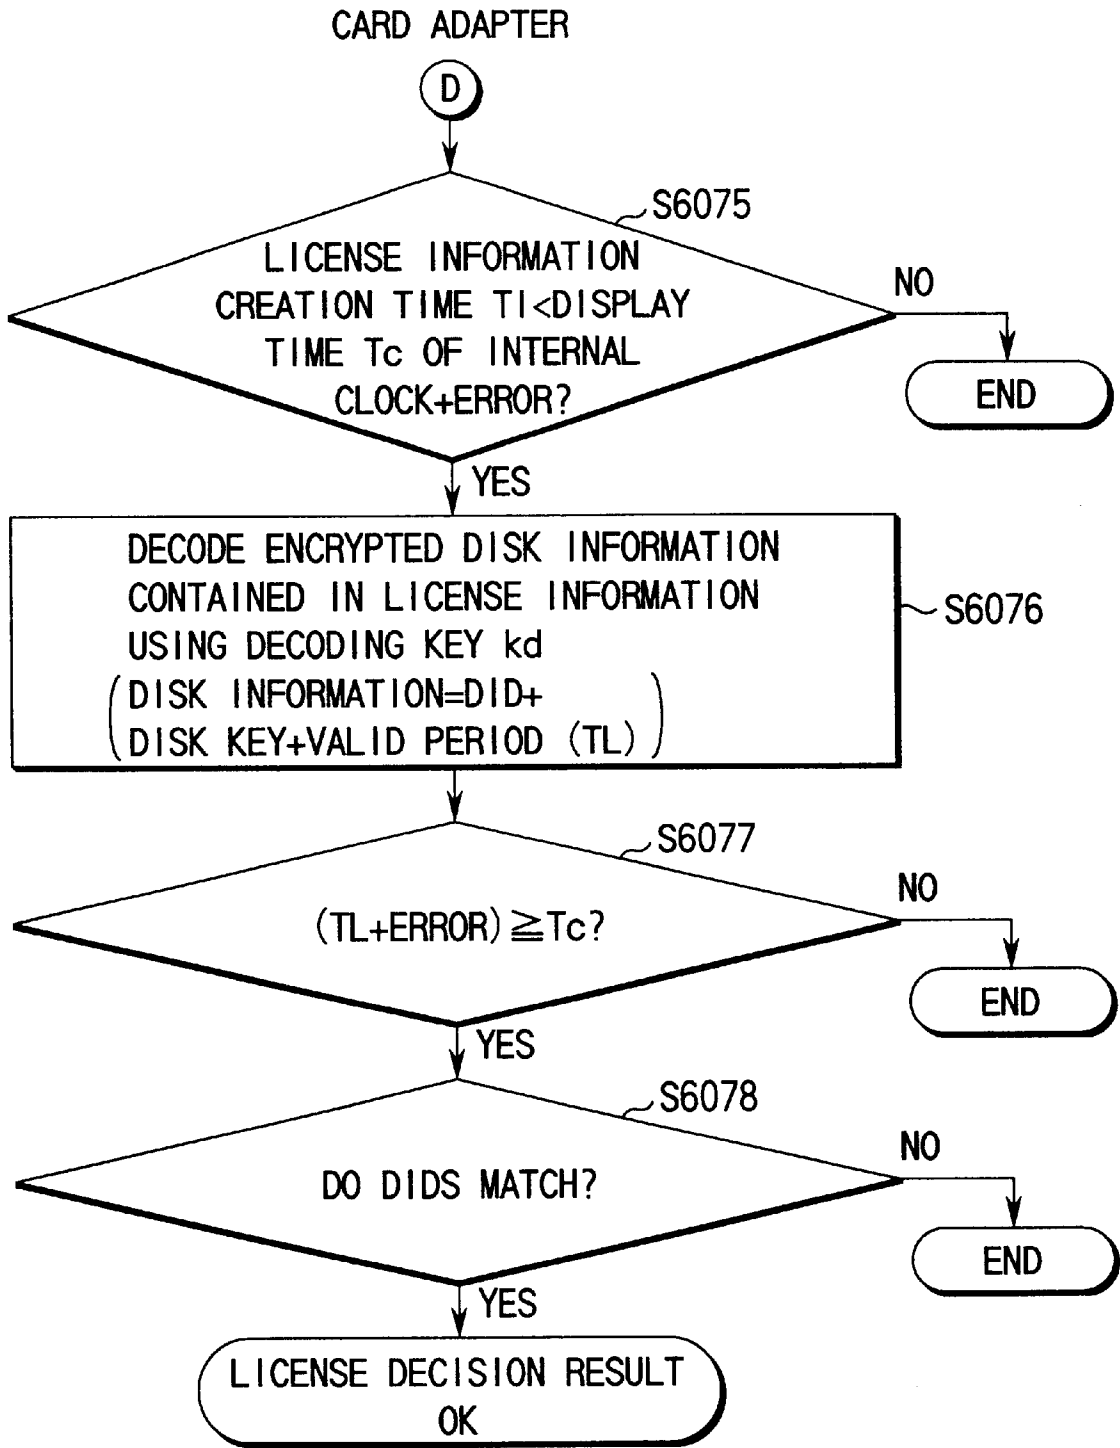 CARD ADAPTER
D
S6075
LICENSE INFORMATION
CREATION TIME TI<DISPLAY
TIME Tc OF INTERNAL
CLOCK+ERROR?
NO
END
YES
DECODE ENCRYPTED DISK INFORMATION
CONTAINED IN LICENSE INFORMATION
USING DECODING KEY kd
(DISK INFORMATION=DID+
DISK KEY+VALID PERIOD (TL))
S6076
S6077
(TL+ERROR)≧Tc?
NO
END
YES
S6078
DO DIDS MATCH?
NO
END
YES
LICENSE DECISION RESULT
OK